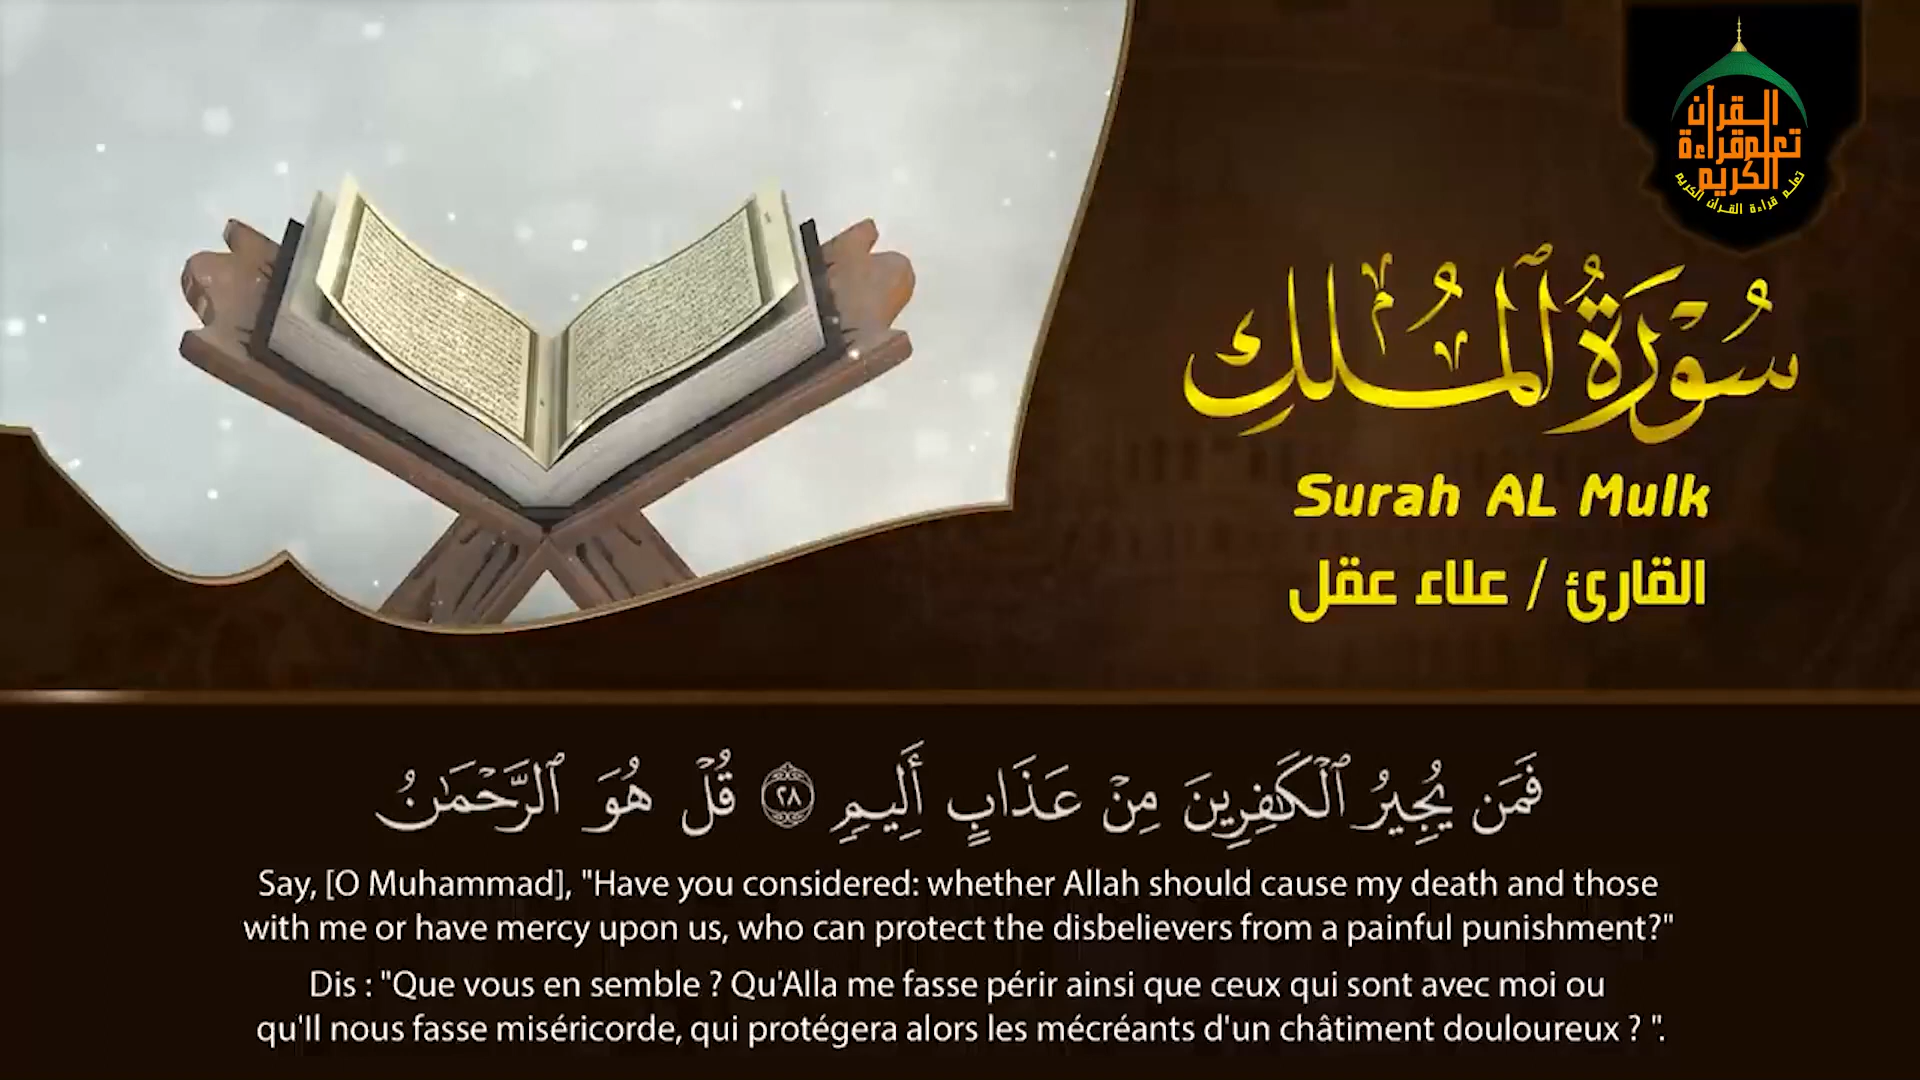 القرآن
تعلم قراءة
الكريم
تعلم قراءة القرآن الكريم
سُورَةُ ٱلْمُلكِ
Surah AL Mulk
القارئ / علاء عقل
فَمَن يُجِيرُ ٱلْكَٰفِرِينَ مِنْ عَذَابٍ أَلِيمٍ ٢٨ قُلْ هُوَ ٱلرَّحْمَٰنُ
Say, [O Muhammad], "Have you considered: whether Allah should cause my death and those
with me or have mercy upon us, who can protect the disbelievers from a painful punishment?"
Dis : "Que vous en semble ? Qu'Alla me fasse périr ainsi que ceux qui sont avec moi ou
qu'Il nous fasse miséricorde, qui protégera alors les mécréants d'un châtiment douloureux ? ".